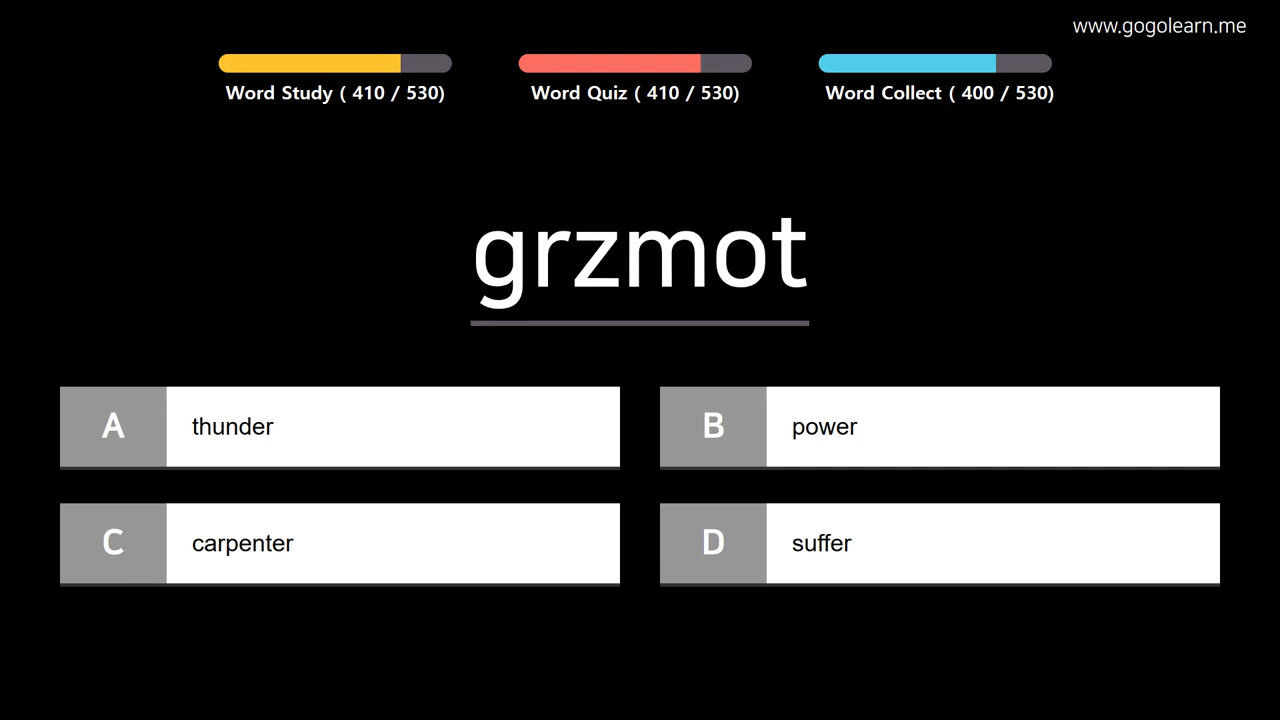 www.gogolearn.me
Word Study ( 410 / 530)
Word Quiz ( 410 / 530)
Word Collect ( 400 / 530)
grzmot
A thunder
B power
C carpenter
D suffer